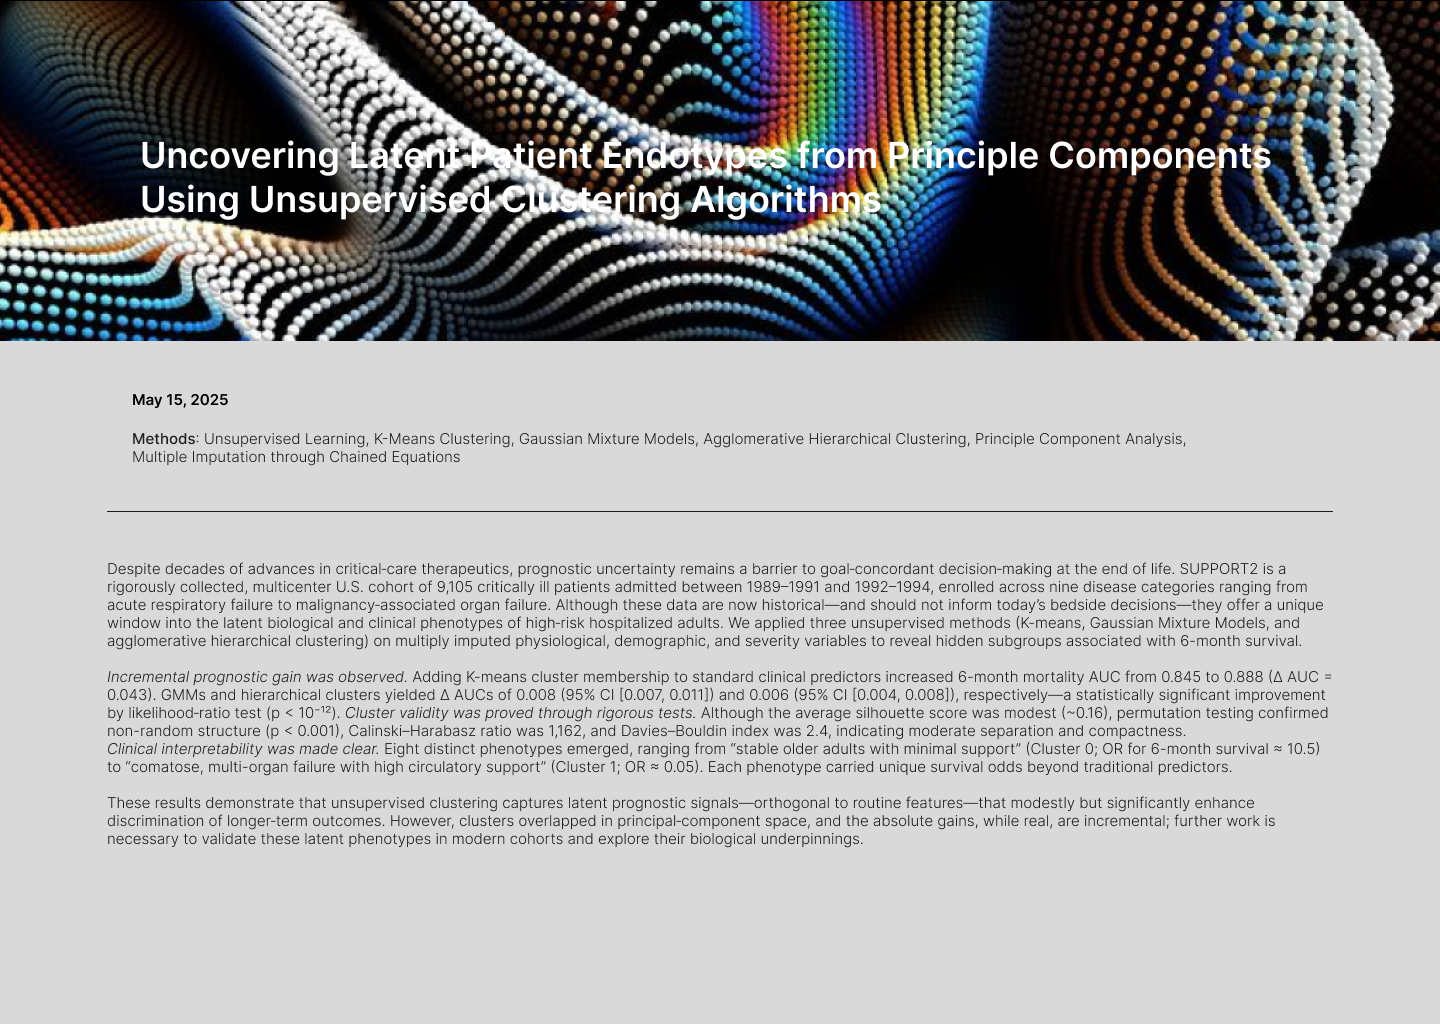 Uncovering Latent Patient Endotypes from Principle Components
Using Unsupervised Clustering Algorithms
May 15, 2025
Methods: Unsupervised Learning, K-Means Clustering, Gaussian Mixture Models, Agglomerative Hierarchical Clustering, Principle Component Analysis,
Multiple Imputation through Chained Equations
Despite decades of advances in critical-care therapeutics, prognostic uncertainty remains a barrier to goal-concordant decision-making at the end of life. SUPPORT2 is a
rigorously collected, multicenter U.S. cohort of 9,105 critically ill patients admitted between 1989–1991 and 1992–1994, enrolled across nine disease categories ranging from
acute respiratory failure to malignancy-associated organ failure. Although these data are now historical—and should not inform today’s bedside decisions—they offer a unique
window into the latent biological and clinical phenotypes of high-risk hospitalized adults. We applied three unsupervised methods (K-means, Gaussian Mixture Models, and
agglomerative hierarchical clustering) on multiply imputed physiological, demographic, and severity variables to reveal hidden subgroups associated with 6-month survival.
Incremental prognostic gain was observed. Adding K-means cluster membership to standard clinical predictors increased 6-month mortality AUC from 0.845 to 0.888 (Δ AUC =
0.043). GMMs and hierarchical clusters yielded Δ AUCs of 0.008 (95% CI [0.007, 0.011]) and 0.006 (95% CI [0.004, 0.008]), respectively—a statistically significant improvement
by likelihood-ratio test (p < 10⁻¹²). Cluster validity was proved through rigorous tests. Although the average silhouette score was modest (~0.16), permutation testing confirmed
non-random structure (p < 0.001), Calinski–Harabasz ratio was 1,162, and Davies–Bouldin index was 2.4, indicating moderate separation and compactness.
Clinical interpretability was made clear. Eight distinct phenotypes emerged, ranging from “stable older adults with minimal support” (Cluster 0; OR for 6-month survival ≈ 10.5)
to “comatose, multi-organ failure with high circulatory support” (Cluster 1; OR ≈ 0.05). Each phenotype carried unique survival odds beyond traditional predictors.
These results demonstrate that unsupervised clustering captures latent prognostic signals—orthogonal to routine features—that modestly but significantly enhance
discrimination of longer-term outcomes. However, clusters overlapped in principal-component space, and the absolute gains, while real, are incremental; further work is
necessary to validate these latent phenotypes in modern cohorts and explore their biological underpinnings.